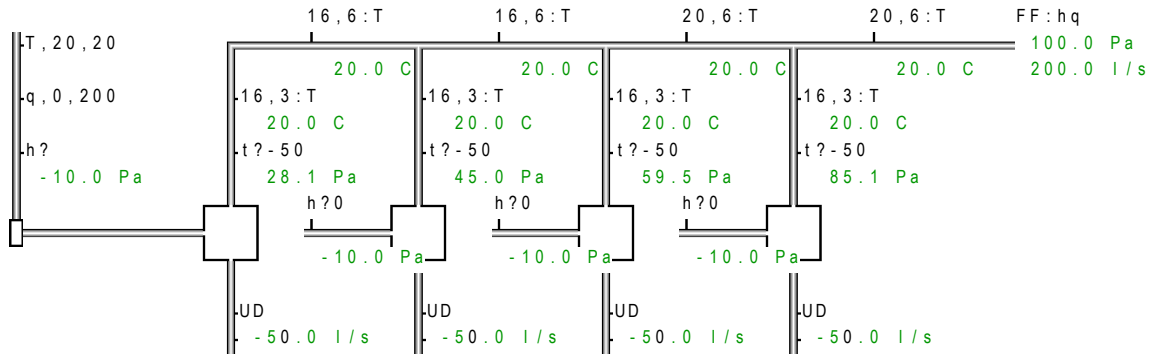 16,6:T 16,6:T 20,6:T 20,6:T FF:hq
T,20,20 100.0 Pa
20.0 C 20.0 C 20.0 C 20.0 C 200.0 l/s
q,0,200 16,3:T 16,3:T 16,3:T 16,3:T
20.0 C 20.0 C 20.0 C 20.0 C
h? t?-50 t?-50 t?-50 t?-50
-10.0 Pa 28.1 Pa 45.0 Pa 59.5 Pa 85.1 Pa
h?0 h?0 h?0
-10.0 Pa -10.0 Pa -10.0 Pa
UD UD UD UD
-50.0 l/s -50.0 l/s -50.0 l/s -50.0 l/s